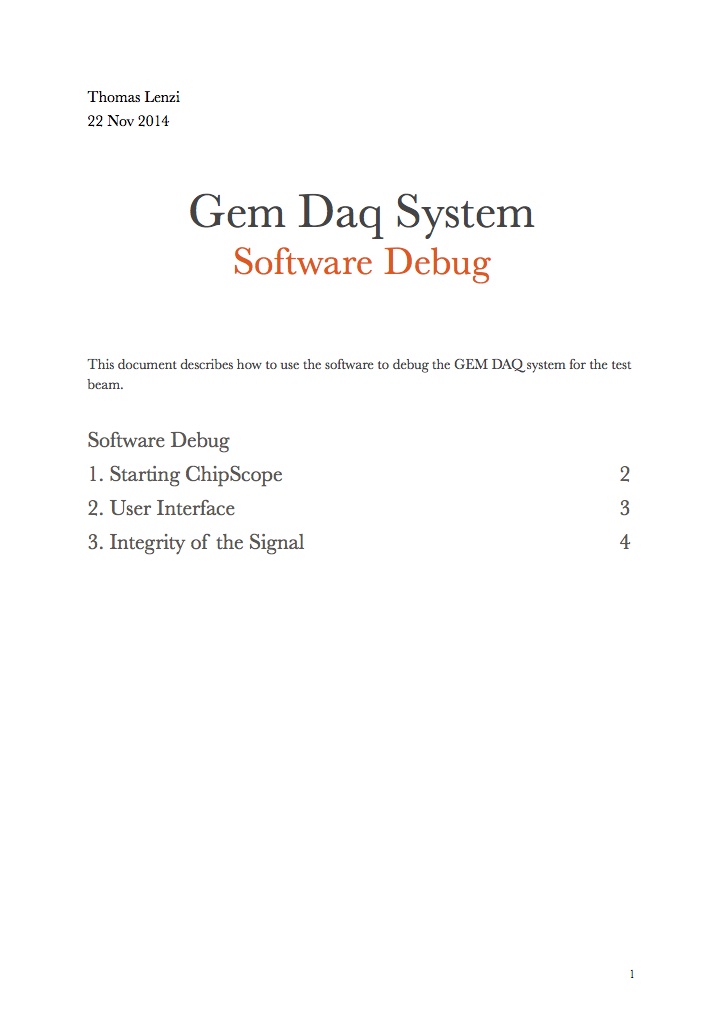 Thomas Lenzi
22 Nov 2014
Gem Daq System
Software Debug
This document describes how to use the software to debug the GEM DAQ system for the test
beam.
Software Debug
1. Starting ChipScope 2
2. User Interface 3
3. Integrity of the Signal 4
1